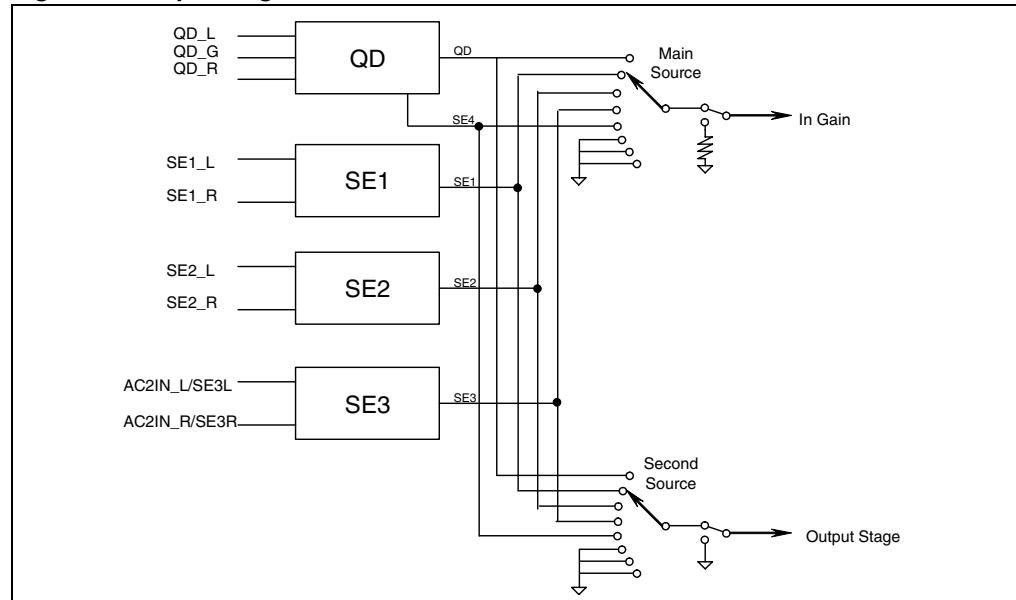 QD_L
QD_G
QD_R
QD
QD
SE4
Main
Source
In Gain
SE1_L
SE1_R
SE1
SE1
SE2_L
SE2_R
SE2
SE2
AC2IN_L/SE3L
AC2IN_R/SE3R
SE3
SE3
Second
Source
Output Stage